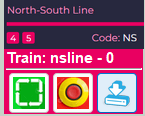 North-South Line
4 5 Code: NS
Train: nsline - 0